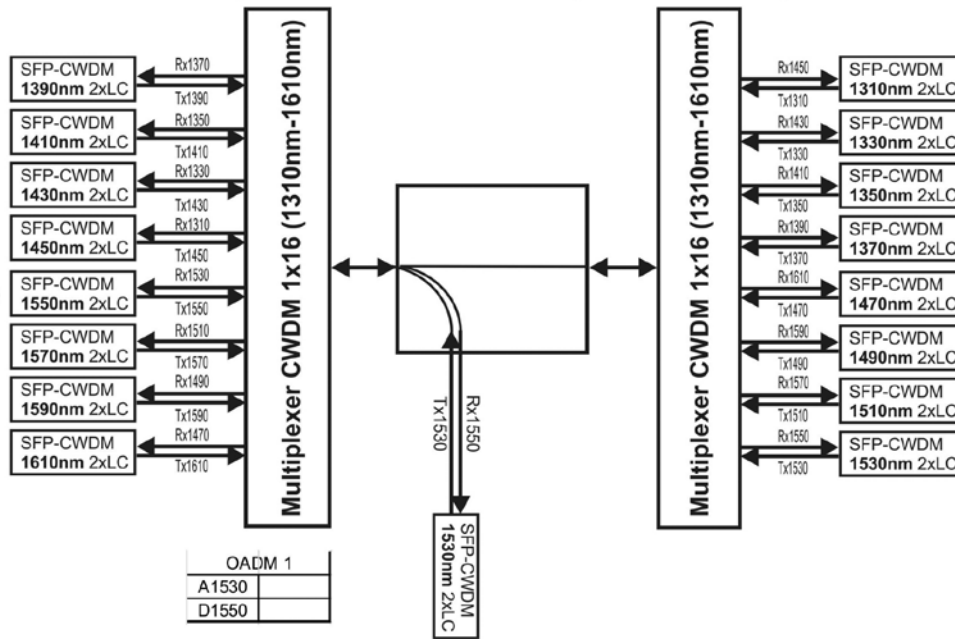 Multiplexer CWDM 1x16 (1310nm-1610nm)
SFP-CWDM
1390nm 2xLC
Rx1370
Tx1390
SFP-CWDM
1410nm 2xLC
Rx1350
Tx1410
SFP-CWDM
1430nm 2xLC
Rx1330
Tx1430
SFP-CWDM
1450nm 2xLC
Rx1310
Tx1450
SFP-CWDM
1550nm 2xLC
Rx1530
Tx1550
SFP-CWDM
1570nm 2xLC
Rx1510
Tx1570
SFP-CWDM
1590nm 2xLC
Rx1490
Tx1590
SFP-CWDM
1610nm 2xLC
Rx1470
Tx1610
Tx1530
Rx1550
SFP-CWDM
1530nm 2xLC
Multiplexer CWDM 1x16 (1310nm-1610nm)
Rx1450
Tx1310
SFP-CWDM
1310nm 2xLC
Rx1430
Tx1330
SFP-CWDM
1330nm 2xLC
Rx1410
Tx1350
SFP-CWDM
1350nm 2xLC
Rx1390
Tx1370
SFP-CWDM
1370nm 2xLC
Rx1610
Tx1470
SFP-CWDM
1470nm 2xLC
Rx1590
Tx1490
SFP-CWDM
1490nm 2xLC
Rx1570
Tx1510
SFP-CWDM
1510nm 2xLC
Rx1550
Tx1530
SFP-CWDM
1530nm 2xLC
OADM 1
A1530
D1550